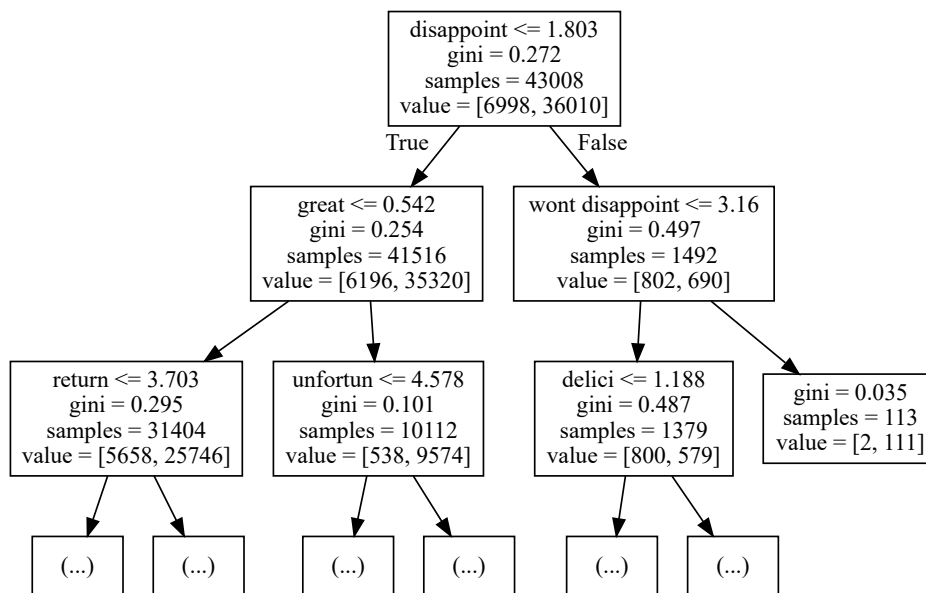 disappoint <= 1.803
gini = 0.272
samples = 43008
value = [6998, 36010]
True
False
great <= 0.542
gini = 0.254
samples = 41516
value = [6196, 35320]
wont disappoint <= 3.16
gini = 0.497
samples = 1492
value = [802, 690]
return <= 3.703
gini = 0.295
samples = 31404
value = [5658, 25746]
unfortun <= 4.578
gini = 0.101
samples = 10112
value = [538, 9574]
delici <= 1.188
gini = 0.487
samples = 1379
value = [800, 579]
gini = 0.035
samples = 113
value = [2, 111]
(...)
(...)
(...)
(...)
(...)
(...)